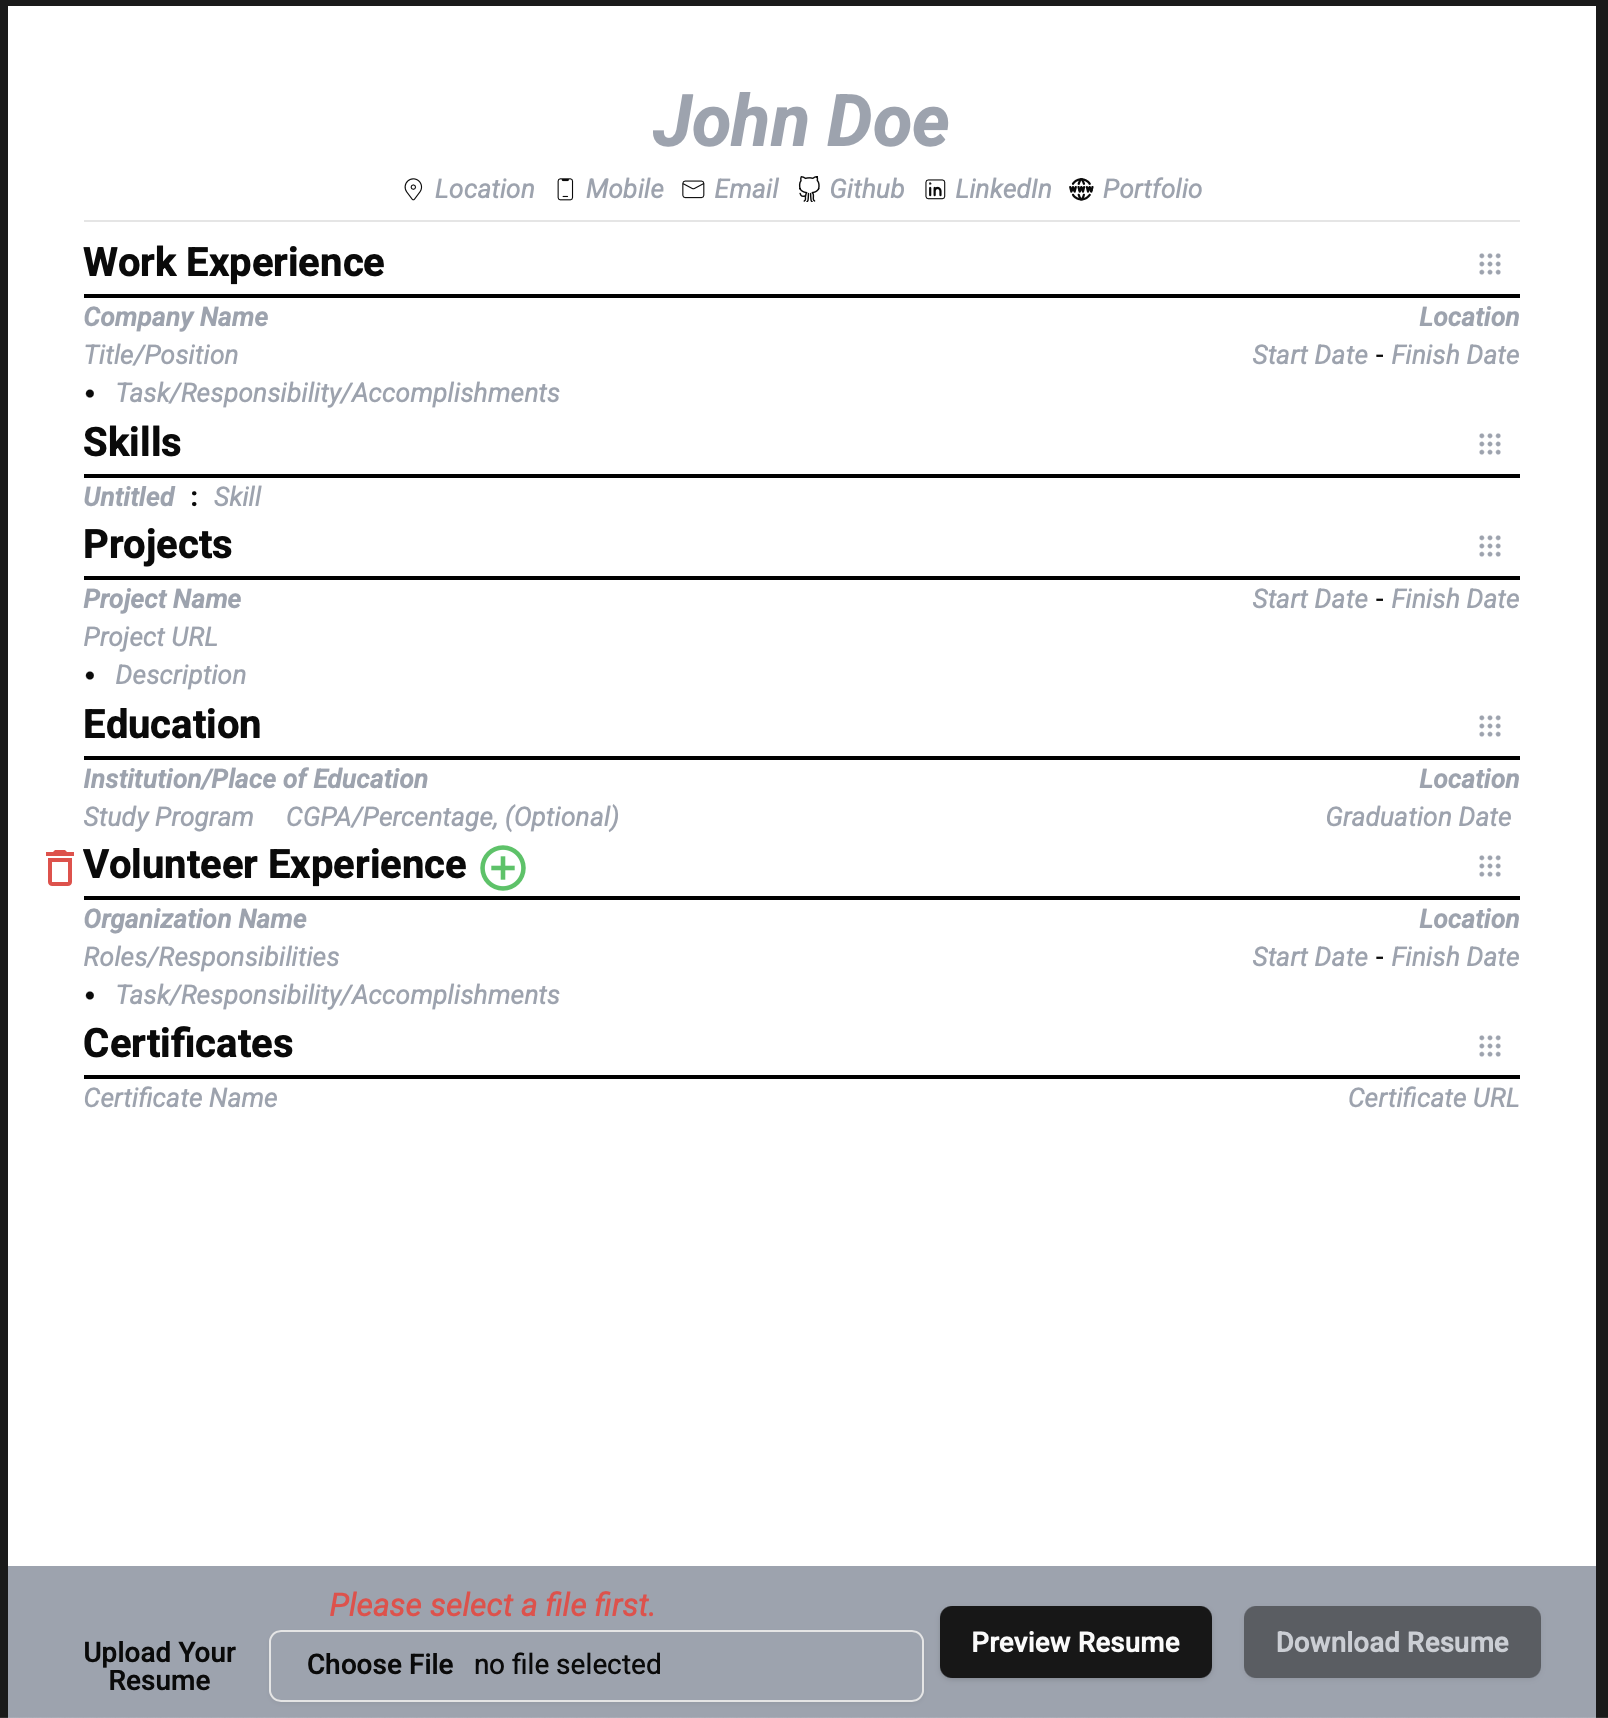 John Doe
Location Mobile Email Github LinkedIn WWW Portfolio
Work Experience
Company Name Location
Title/Position Start Date - Finish Date
• Task/Responsibility/Accomplishments
Skills
Untitled : Skill
Projects
Project Name Start Date - Finish Date
Project URL
• Description
Education
Institution/Place of Education Location
Study Program CGPA/Percentage, (Optional) Graduation Date
Volunteer Experience
Organization Name Location
Roles/Responsibilities Start Date - Finish Date
• Task/Responsibility/Accomplishments
Certificates
Certificate Name Certificate URL
Please select a file first.
Upload Your
Resume
Choose File no file selected
Preview Resume
Download Resume